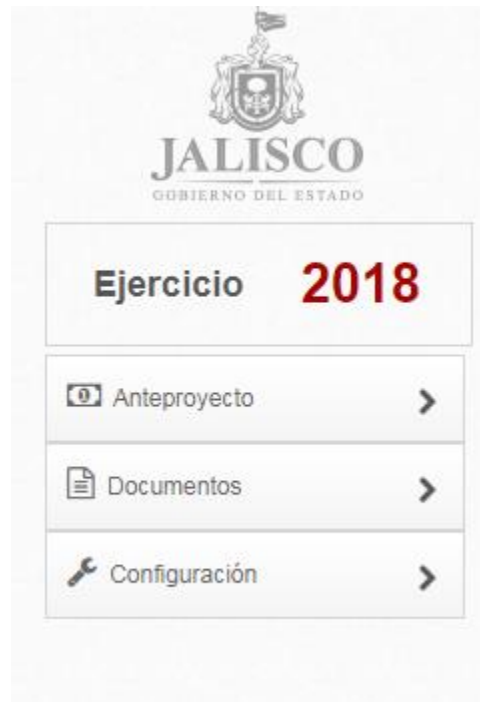 JALISCO
GOBIERNO DEL ESTADO
Ejercicio 2018
Anteproyecto
Documentos
Configuración